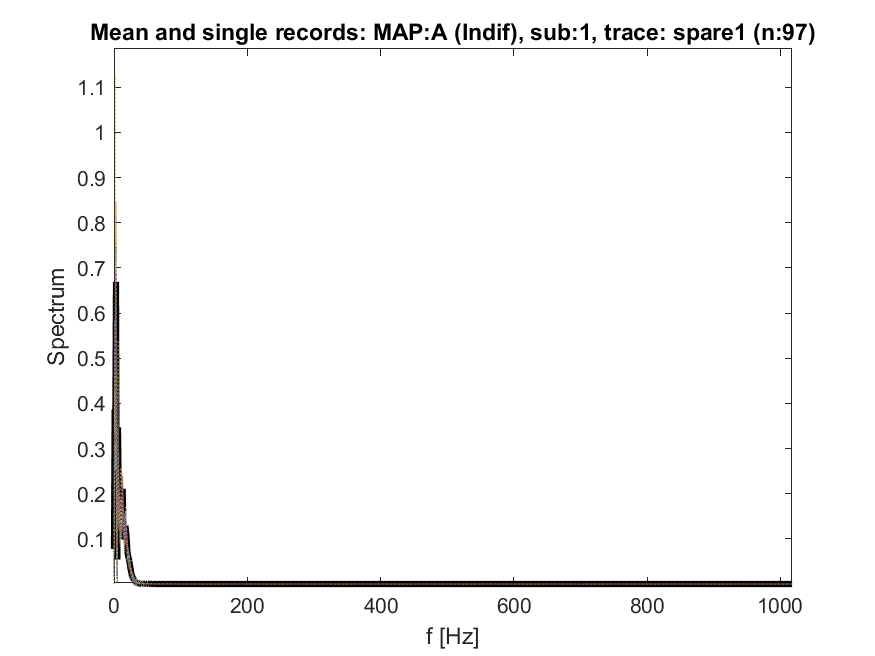 Mean and single records: MAP:A (Indif), sub:1, trace: spare1 (n:97)
1.1
1
0.9
0.8
0.7
0.6
0.5
0.4
0.3
0.2
0.1
Spectrum
0 200 400 600 800 1000
f [Hz]